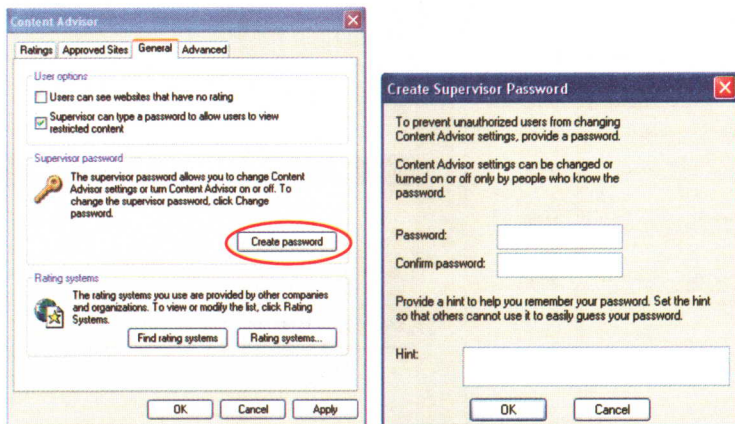 Content Advisor
Ratings Approved Sites General Advanced
User options
Users can see websites that have no rating
Supervisor can type a password to allow users to view
restricted content
Supervisor password
The supervisor password allows you to change Content
Advisor settings or turn Content Advisor on or off. To
change the supervisor password, click Change
password.
Create password
Rating systems
The rating systems you use are provided by other companies
and organizations. To view or modify the list, click Rating
Systems.
Find rating systems Rating systems...
OK Cancel Apply
Create Supervisor Password
To prevent unauthorized users from changing
Content Advisor settings, provide a password.
Content Advisor settings can be changed or
turned on or off only by people who know the
password.
Password:
Confirm password:
Provide a hint to help you remember your password. Set the hint
so that others cannot use it to easily guess your password.
Hint:
OK Cancel